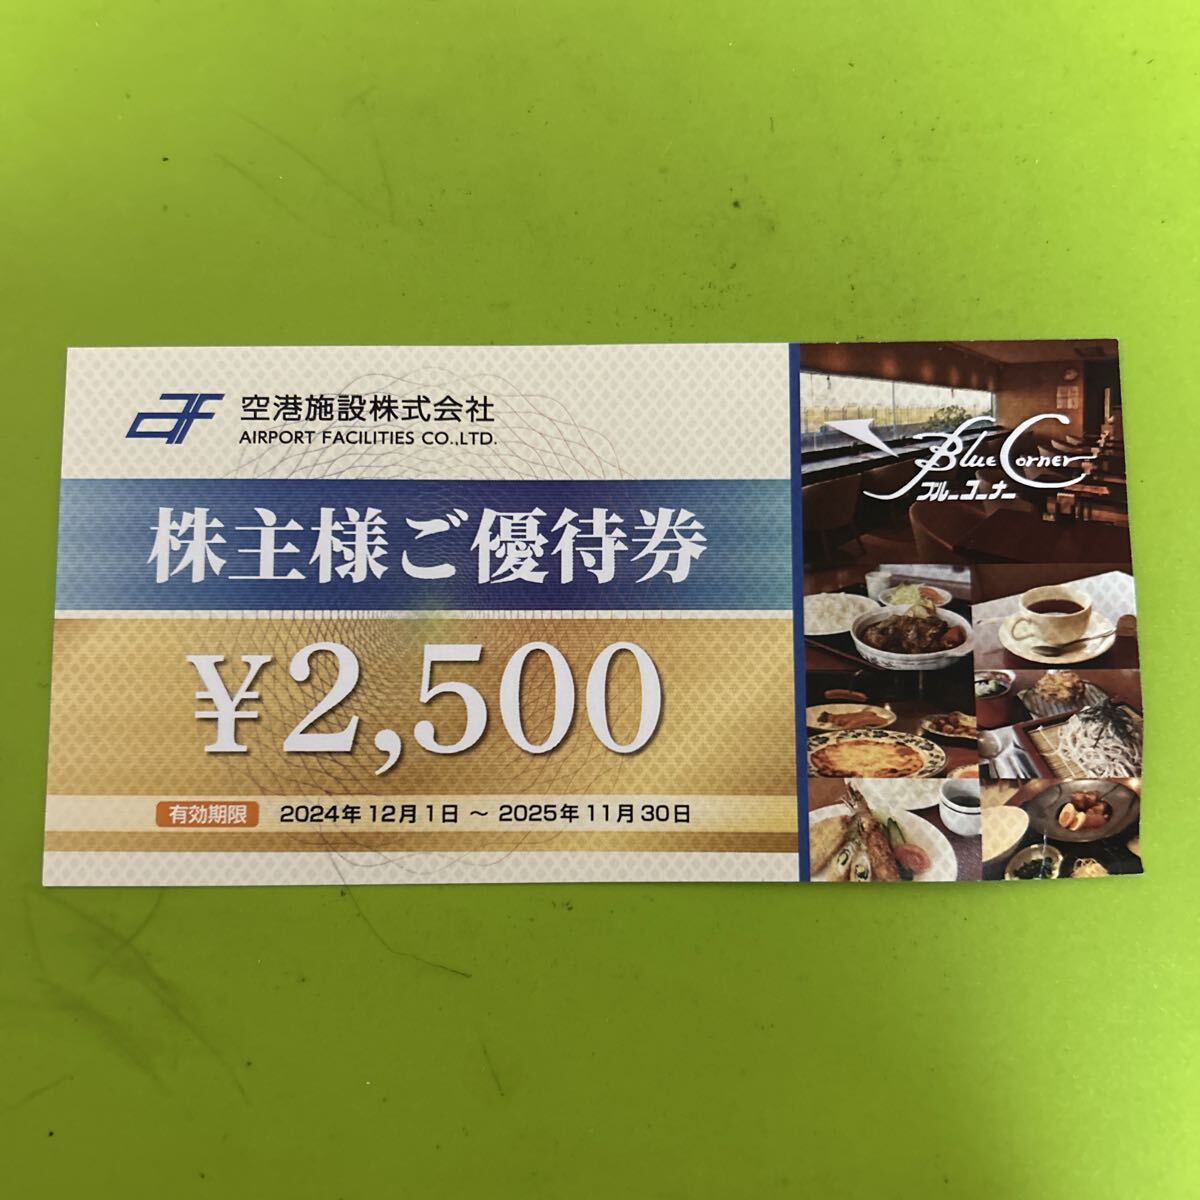 AF
空港施設株式会社
AIRPORT FACILITIES CO.,LTD.
株主様ご優待券
¥2,500
有効期限 2024年12月1日 ～ 2025年11月30日
Blue Corner
ブルーコーナー